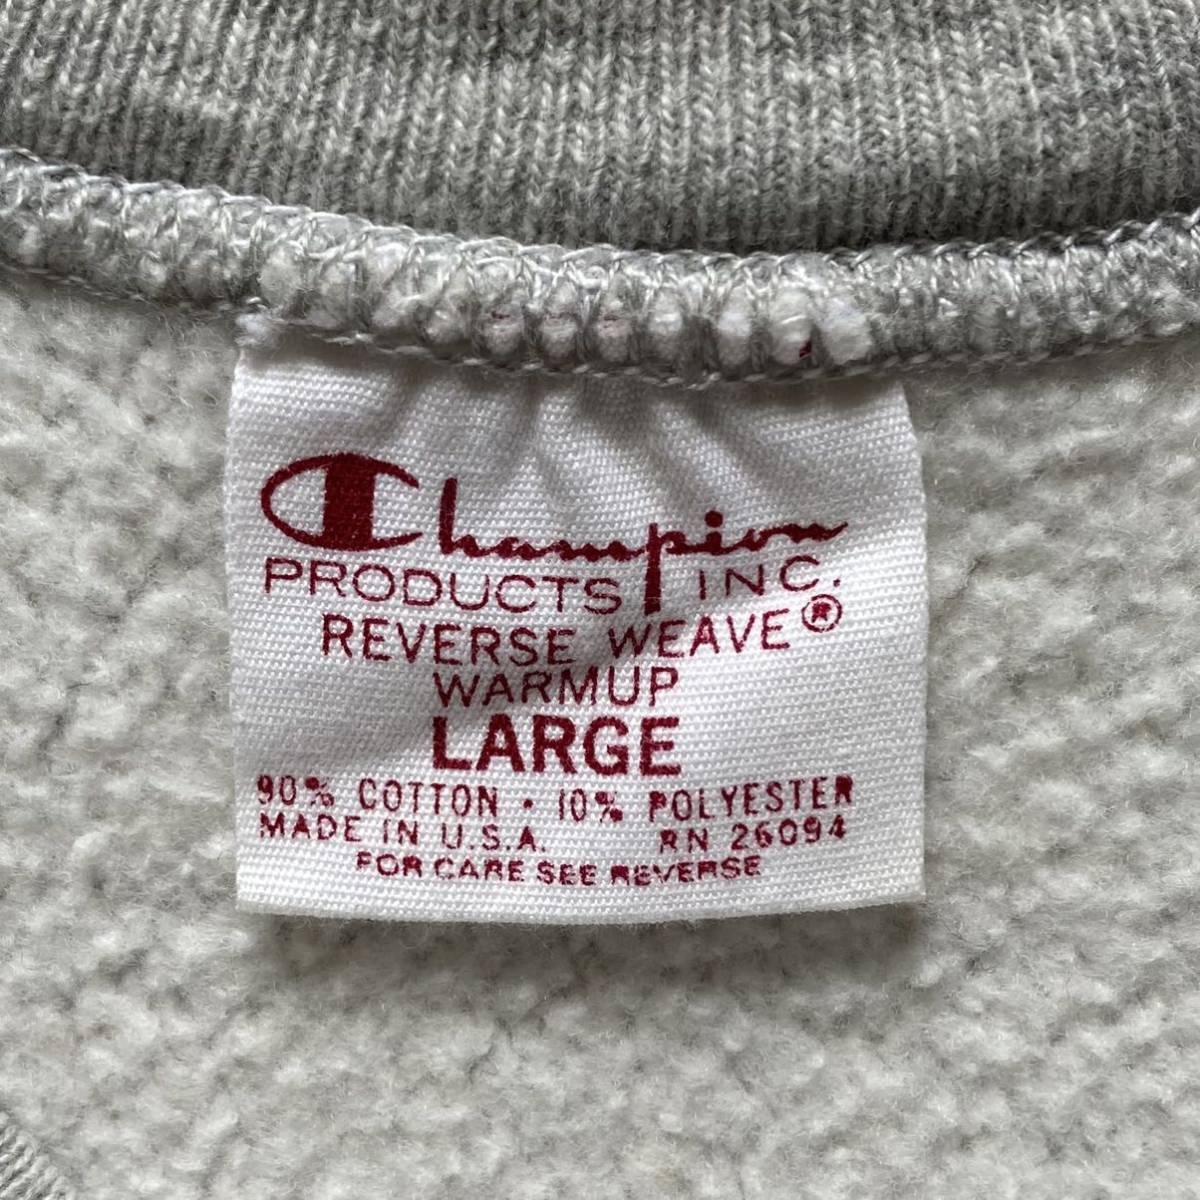 Champion
PRODUCTS INC.
REVERSE WEAVE®
WARMUP
LARGE
90% COTTON · 10% POLYESTER
MADE IN U.S.A. RN 26094
FOR CARE SEE REVERSE